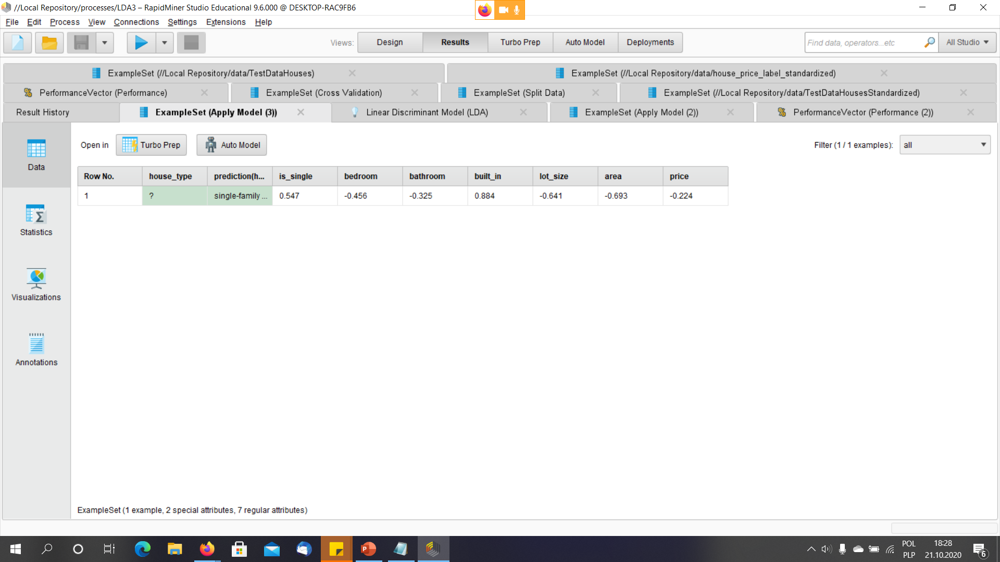 //Local Repository/processes/LDA3 – RapidMiner Studio Educational 9.6.000 @ DESKTOP-RAC9FB6
File Edit Process View Connections Settings Extensions Help
Views: Design Results Turbo Prep Auto Model Deployments Find data, operators...etc All Studio
ExampleSet (//Local Repository/data/TestDataHouses) ExampleSet (//Local Repository/data/house_price_label_standardized)
PerformanceVector (Performance) ExampleSet (Cross Validation) ExampleSet (Split Data) ExampleSet (//Local Repository/data/TestDataHousesStandardized)
Result History ExampleSet (Apply Model (3)) Linear Discriminant Model (LDA) ExampleSet (Apply Model (2)) PerformanceVector (Performance (2))
Open in Turbo Prep Auto Model Filter (1 / 1 examples): all
Data
Row No. house_type prediction(h... is_single bedroom bathroom built_in lot_size area price
1 ? single-family ... 0.547 -0.456 -0.325 0.884 -0.641 -0.693 -0.224
Statistics
Visualizations
Annotations
ExampleSet (1 example, 2 special attributes, 7 regular attributes)
POL 18:28
PLP 21.10.2020 6